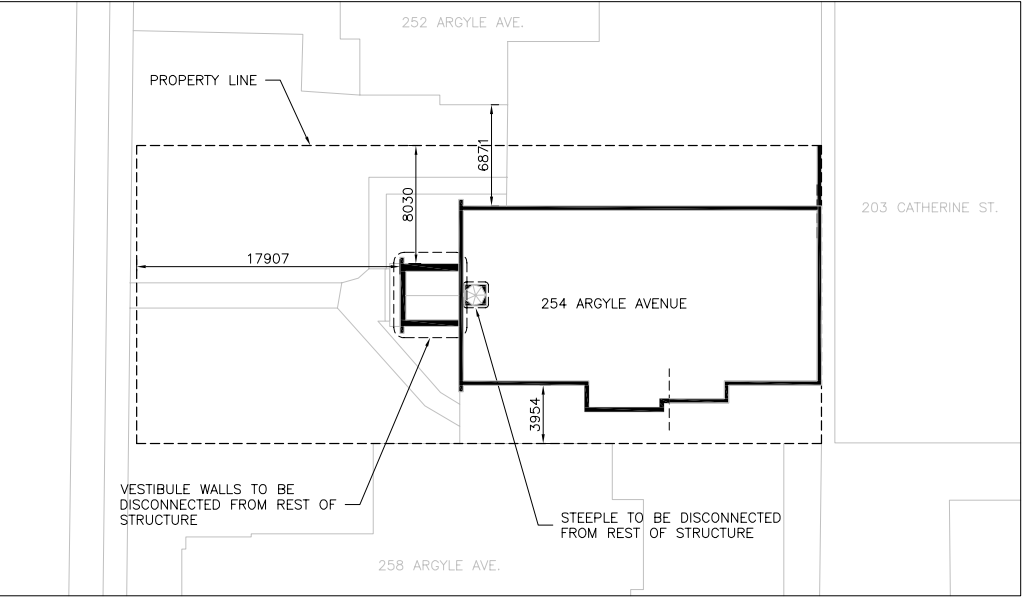 252 ARGYLE AVE.
PROPERTY LINE
6871
8030
203 CATHERINE ST.
17907
254 ARGYLE AVENUE
3954
VESTIBULE WALLS TO BE
DISCONNECTED FROM REST OF
STRUCTURE
STEEPLE TO BE DISCONNECTED
FROM REST OF STRUCTURE
258 ARGYLE AVE.